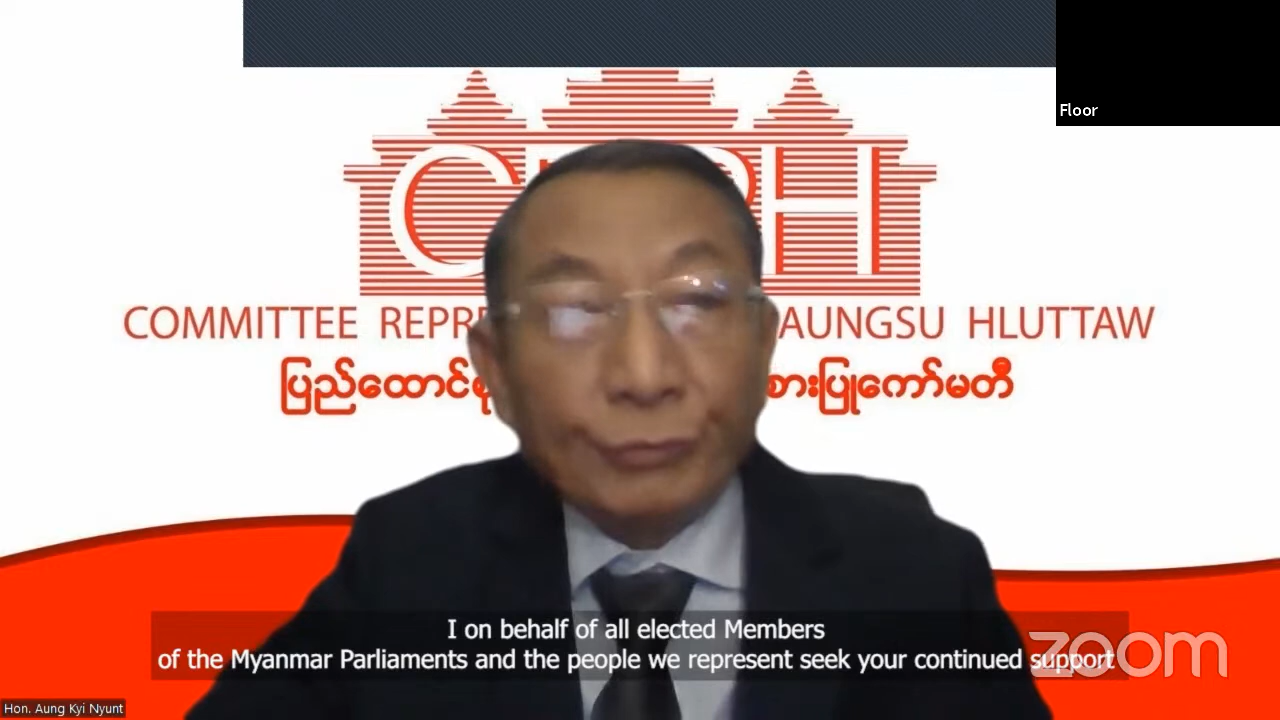 Floor
COMMITTEE REPR AUNGSU HLUTTAW
ပြည်ထောင်စု စားပြုကော်မတီ
I on behalf of all elected Members
of the Myanmar Parliaments and the people we represent seek your continued support
zoom
Hon. Aung Kyi Nyunt